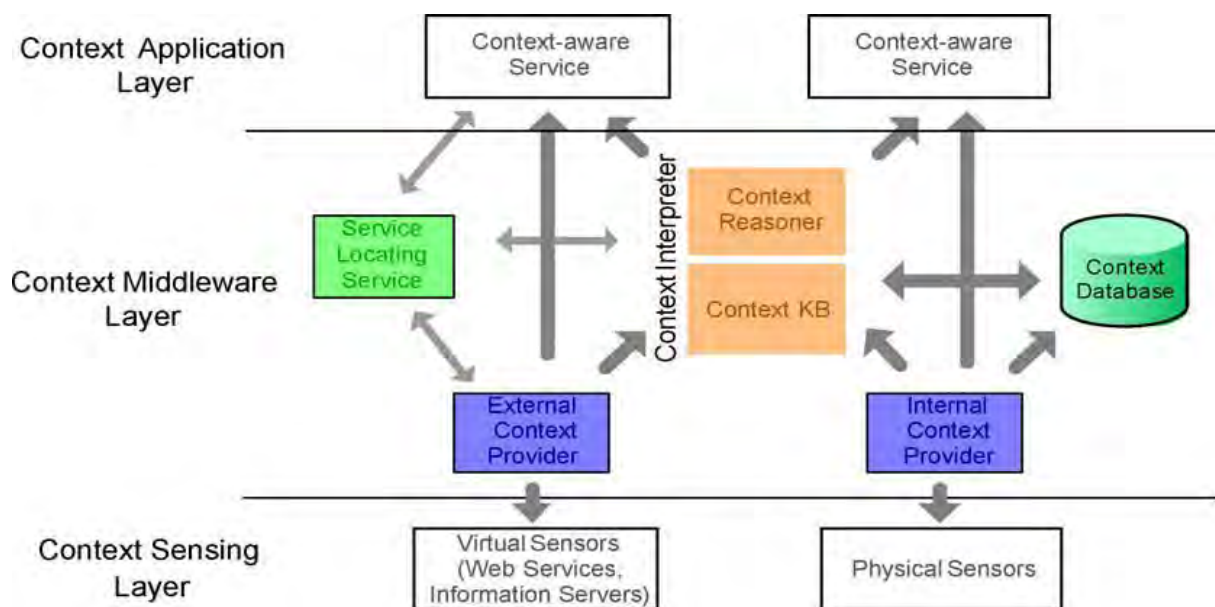 Context Application
Layer
Context-aware
Service
Context-aware
Service
Context Interpreter
Context
Reasoner
Service
Locating
Service
Context Middleware
Layer
Context KB
Context
Database
External
Context
Provider
Internal
Context
Provider
Context Sensing
Layer
Virtual Sensors
(Web Services,
Information Servers)
Physical Sensors